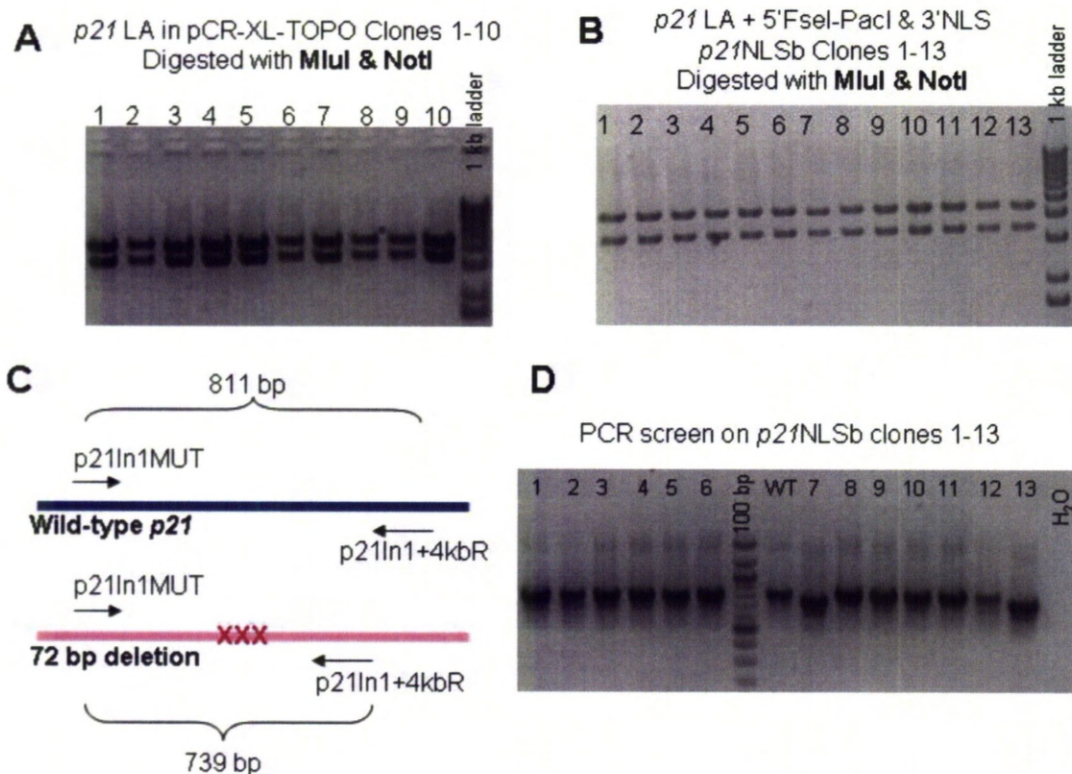 A
p21 LA in pCR-XL-TOPO Clones 1-10
Digested with MluI & NotI
1 2 3 4 5 6 7 8 9 10 1 kb ladder
B
p21 LA + 5'FseI-PacI & 3'NLS
p21NLSb Clones 1-13
Digested with MluI & NotI
1 2 3 4 5 6 7 8 9 10 11 12 13 1 kb ladder
C
811 bp
p21In1MUT
Wild-type p21
p21In1+4kbR
p21In1MUT
XXX
72 bp deletion
p21In1+4kbR
739 bp
D
PCR screen on p21NLSb clones 1-13
1 2 3 4 5 6 100 bp WT 7 8 9 10 11 12 13 H2O